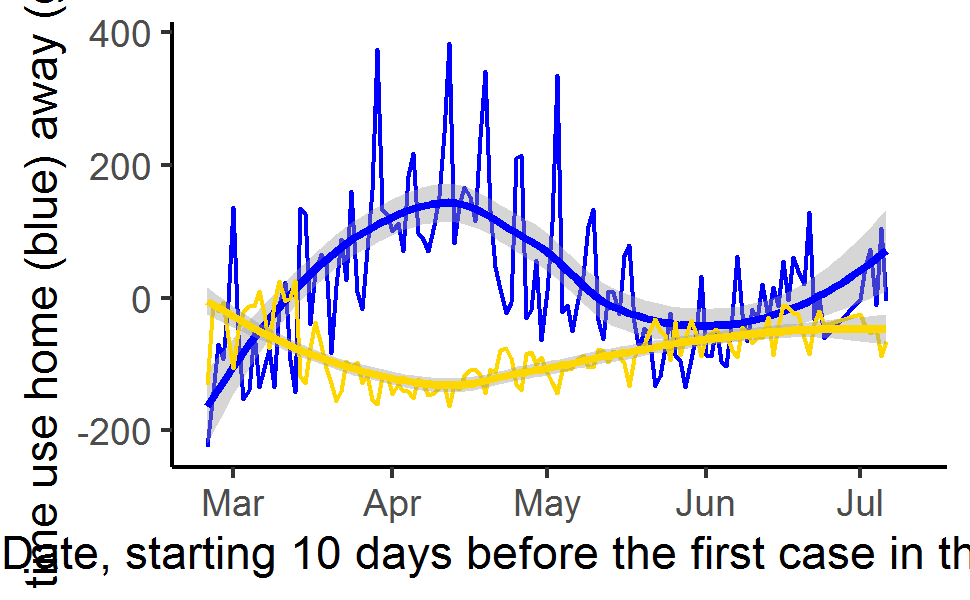 time use home (blue) away (
400
200
0
-200
Mar Apr May Jun Jul
Date, starting 10 days before the first case in th